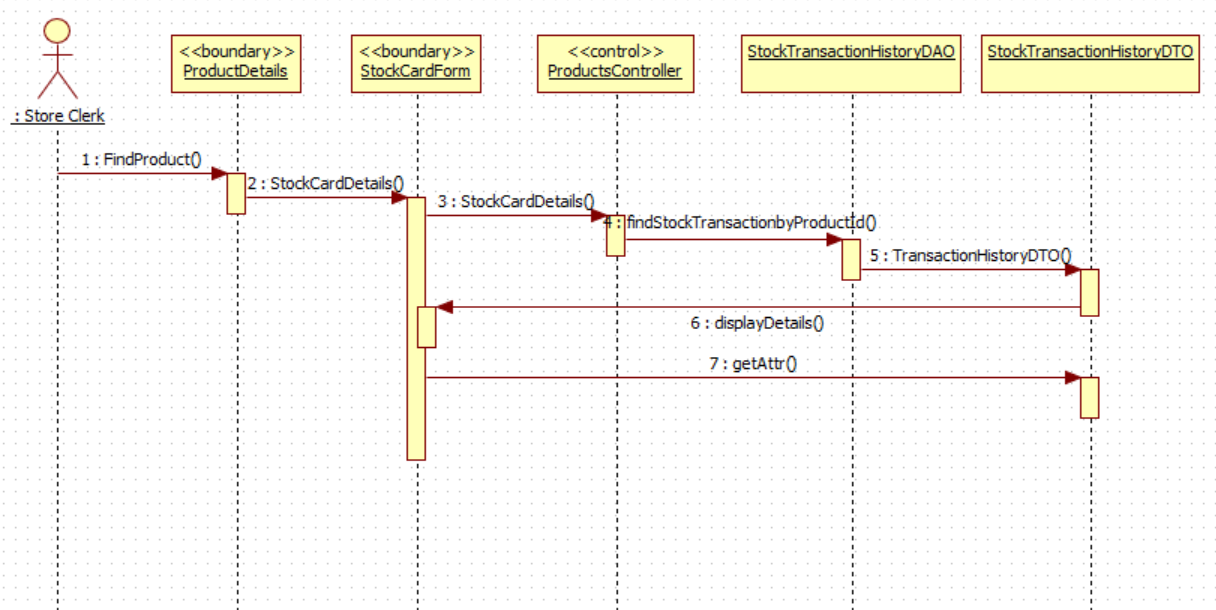 <<boundary>>
ProductDetails
<<boundary>>
StockCardForm
<<control>>
ProductsController
StockTransactionHistoryDAO
StockTransactionHistoryDTO
: Store Clerk
1 : FindProduct()
2 : StockCardDetails()
3 : StockCardDetails()
4 : findStockTransactionbyProductId()
5 : TransactionHistoryDTO()
6 : displayDetails()
7 : getAttr()